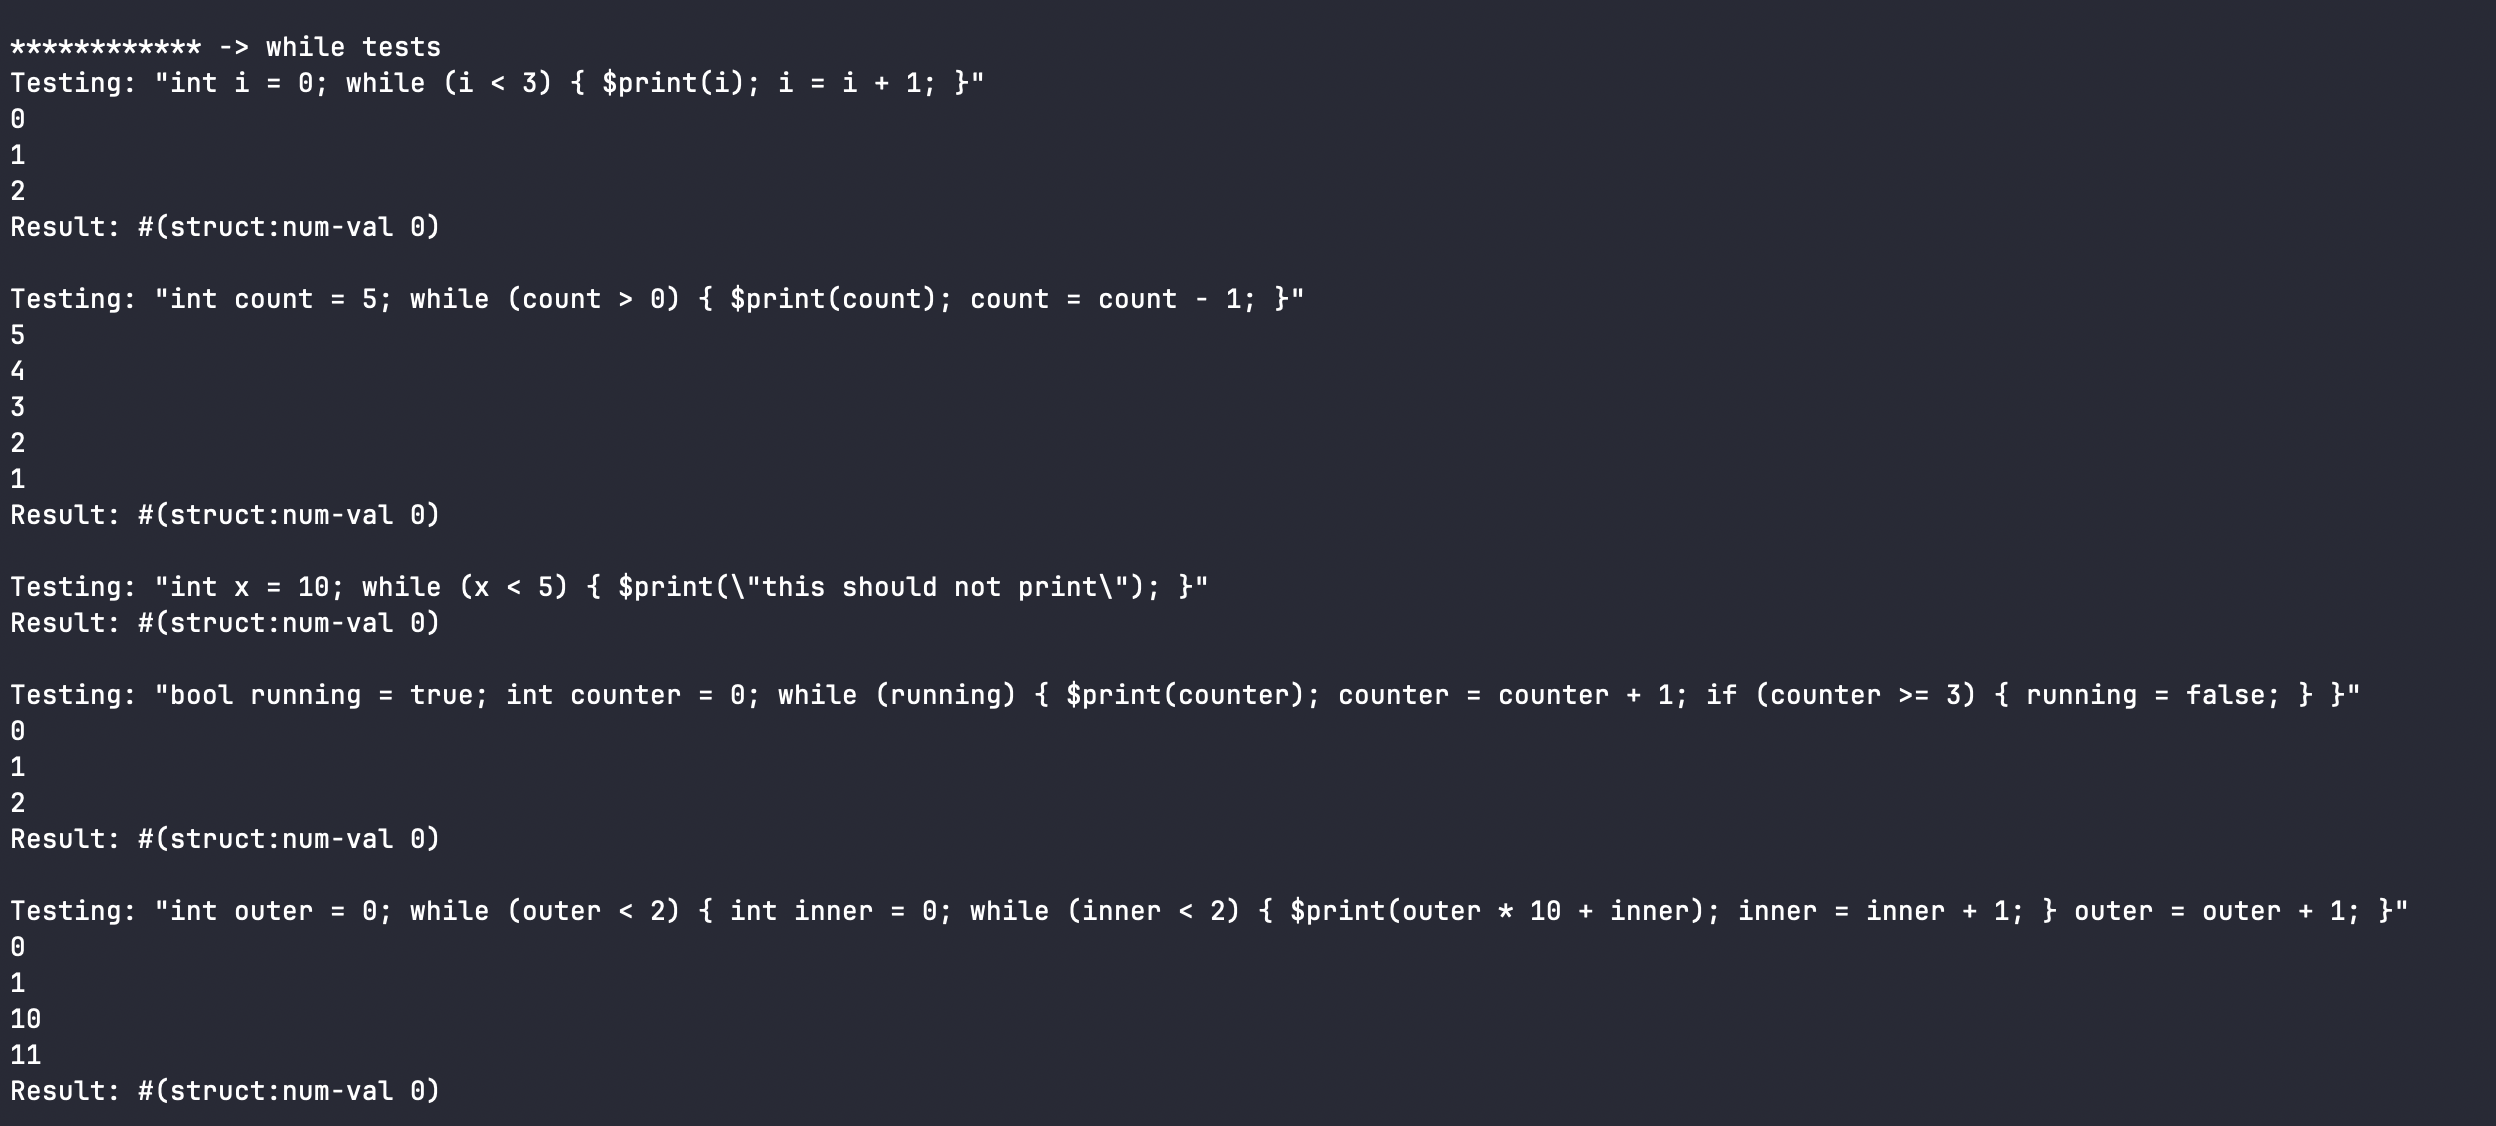 ************ -> while tests
Testing: "int i = 0; while (i < 3) { $print(i); i = i + 1; }"
0
1
2
Result: #(struct:num-val 0)
Testing: "int count = 5; while (count > 0) { $print(count); count = count - 1; }"
5
4
3
2
1
Result: #(struct:num-val 0)
Testing: "int x = 10; while (x < 5) { $print(\"this should not print\"); }"
Result: #(struct:num-val 0)
Testing: "bool running = true; int counter = 0; while (running) { $print(counter); counter = counter + 1; if (counter >= 3) { running = false; } }"
0
1
2
Result: #(struct:num-val 0)
Testing: "int outer = 0; while (outer < 2) { int inner = 0; while (inner < 2) { $print(outer * 10 + inner); inner = inner + 1; } outer = outer + 1; }"
0
1
10
11
Result: #(struct:num-val 0)